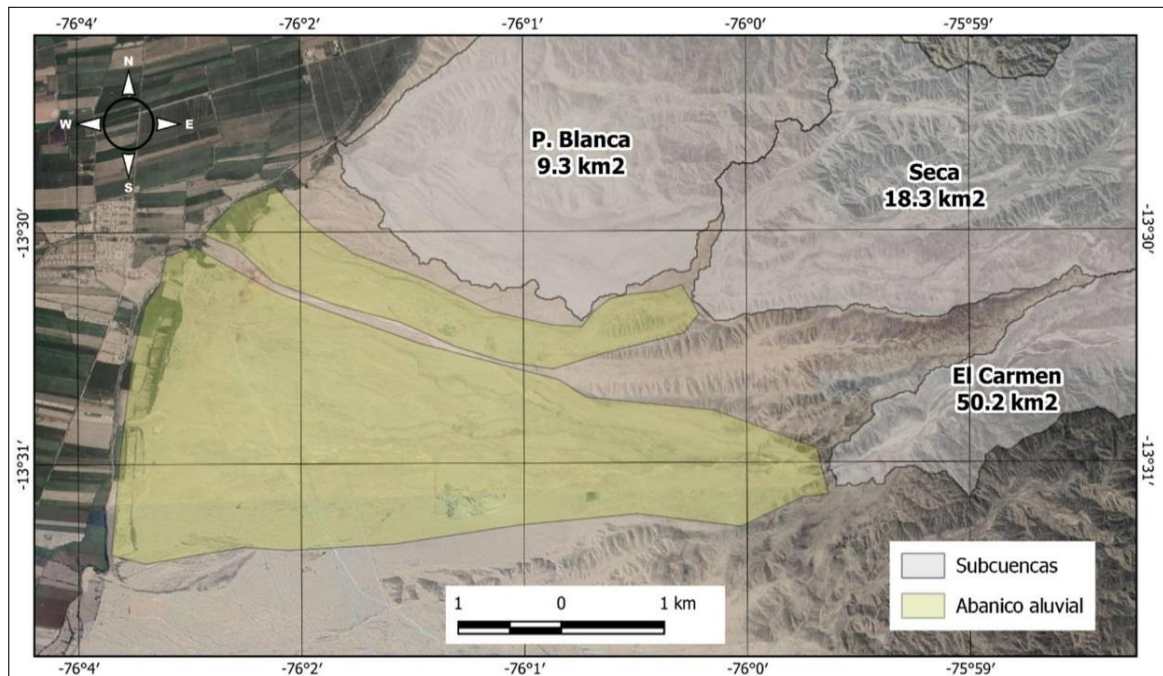 -76°4′ -76°2′ -76°1′ -76°0′ -75°59′
N
W E
S
P. Blanca
9.3 km2
Seca
18.3 km2
-13°30′ -13°30′
El Carmen
50.2 km2
-13°31′ -13°31′
Subcuencas
Abanico aluvial
1 0 1 km
-76°4′ -76°2′ -76°1′ -76°0′ -75°59′